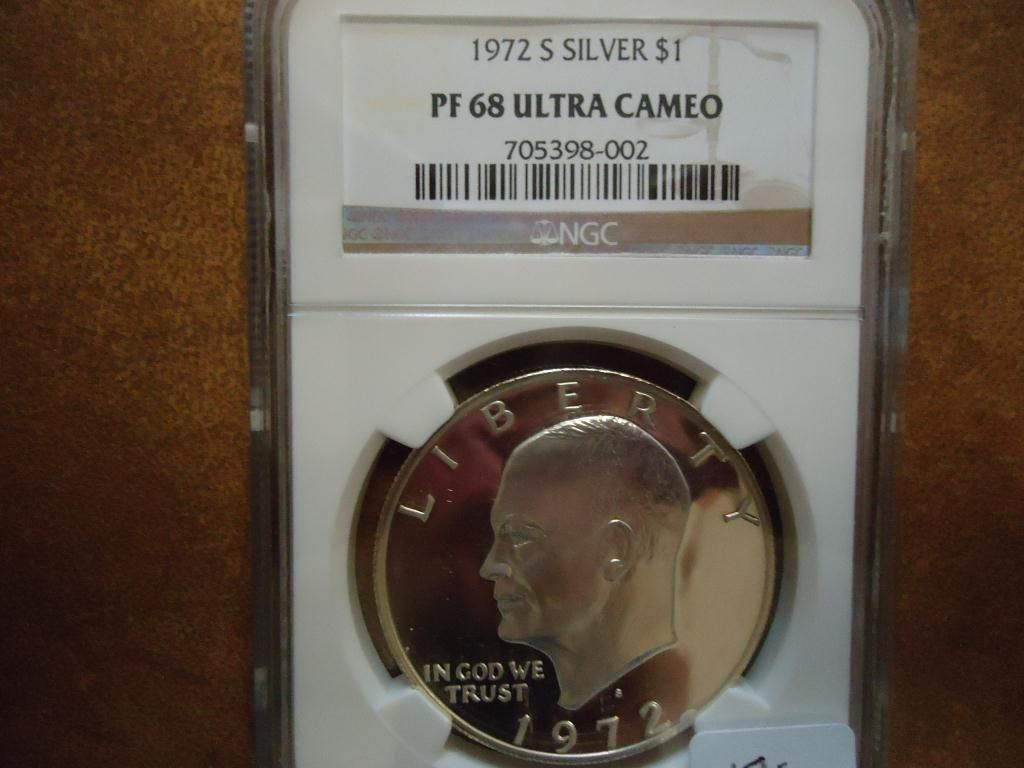 1972 S SILVER $1
PF 68 ULTRA CAMEO
705398-002
NGC
LIBERTY
IN GOD WE
TRUST
S
1972